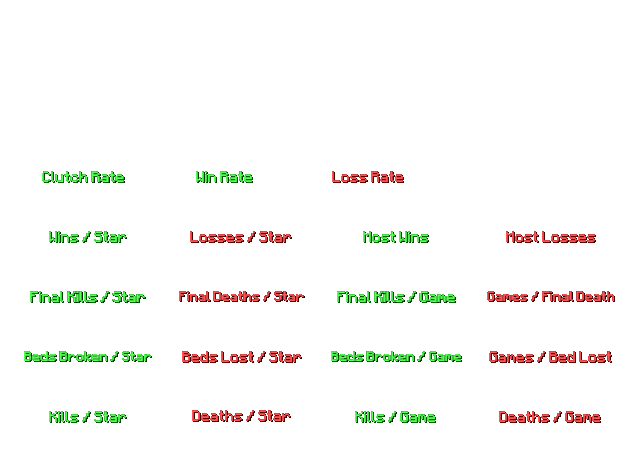 Clutch Rate Win Rate Loss Rate
Wins / Star Losses / Star Most Wins Most Losses
Final Kills / Star Final Deaths / Star Final Kills / Game Games / Final Death
Beds Broken / Star Beds Lost / Star Beds Broken / Game Games / Bed Lost
Kills / Star Deaths / Star Kills / Game Deaths / Game